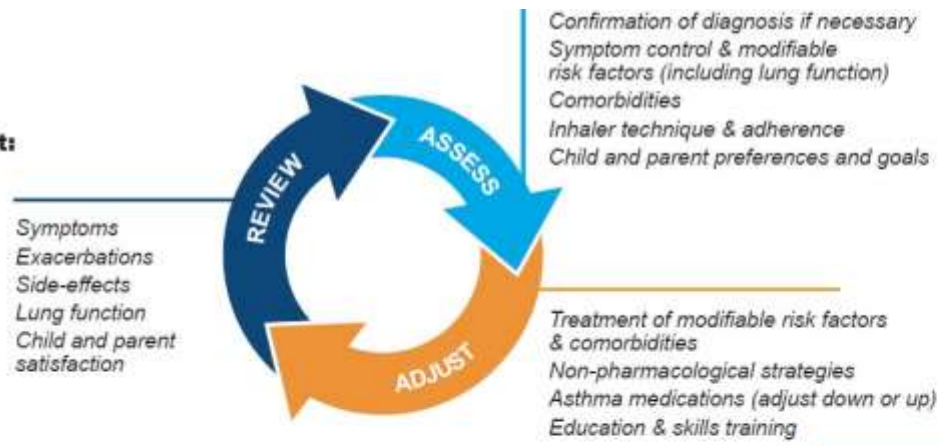 Confirmation of diagnosis if necessary
Symptom control & modifiable
risk factors (including lung function)
Comorbidities
Inhaler technique & adherence
Child and parent preferences and goals
t:
REVIEW
ASSESS
ADJUST
Symptoms
Exacerbations
Side-effects
Lung function
Child and parent
satisfaction
Treatment of modifiable risk factors
& comorbidities
Non-pharmacological strategies
Asthma medications (adjust down or up)
Education & skills training